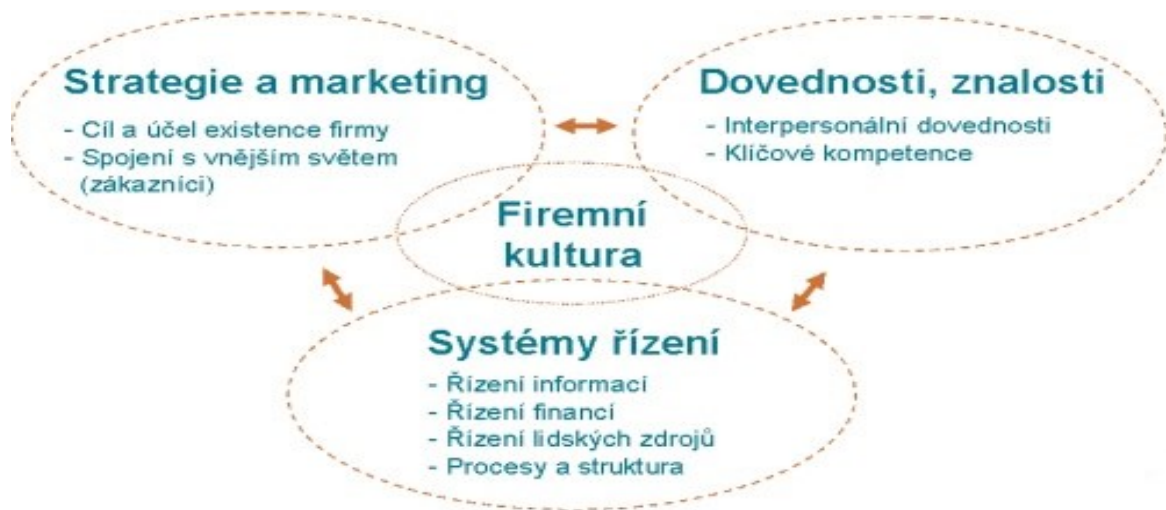 Strategie a marketing
- Cíl a účel existence firmy
- Spojení s vnějším světem
(zákazníci)
Dovednosti, znalosti
- Interpersonální dovednosti
- Klíčové kompetence
Firemní
kultura
Systémy řízení
- Řízení informací
- Řízení financí
- Řízení lidských zdrojů
- Procesy a struktura